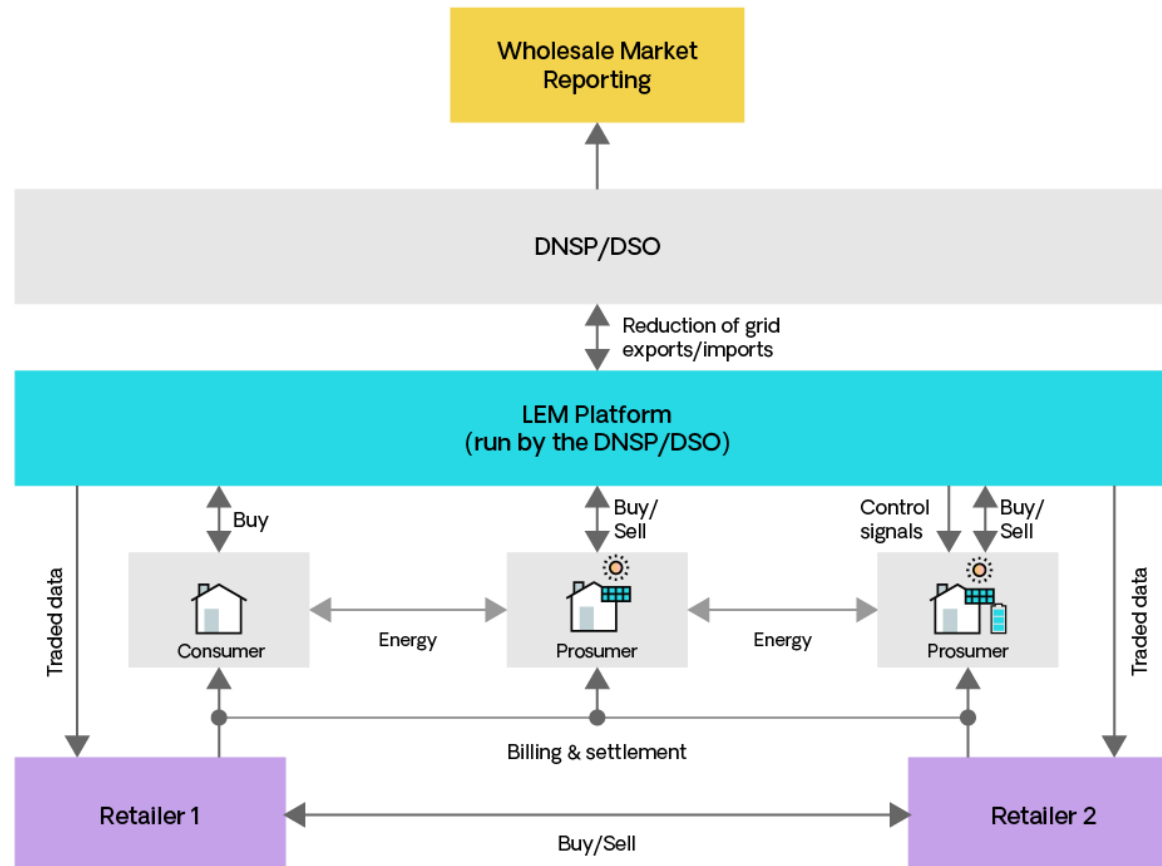 Wholesale Market
Reporting
DNSP/DSO
Reduction of grid
exports/imports
LEM Platform
(run by the DNSP/DSO)
Buy
Buy/
Sell
Control
signals
Buy/
Sell
Traded data
Consumer
Energy
Prosumer
Energy
Prosumer
Traded data
Billing & settlement
Retailer 1
Buy/Sell
Retailer 2